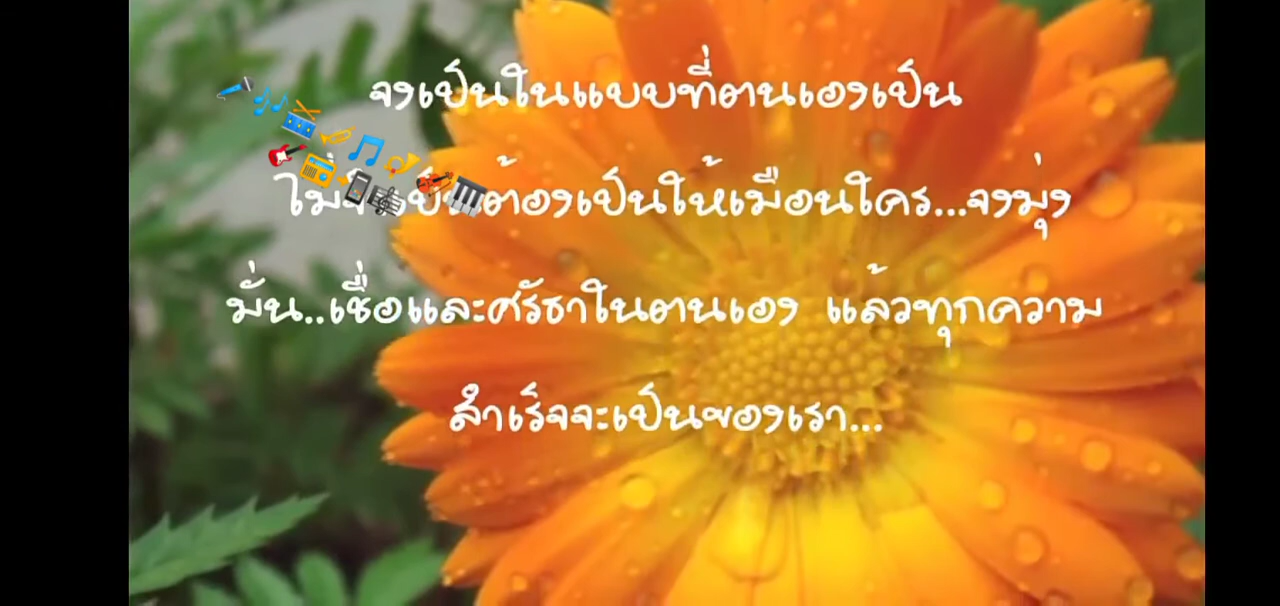 จงเป็นในแบบที่ตนเองเป็น
ต้องเป็นให้เหมือนใคร...จงมุ่ง
มั่น..เชื่อและศรัธาในตนเอง แล้วทุกความ
สำเร็จจะเป็นของเรา...